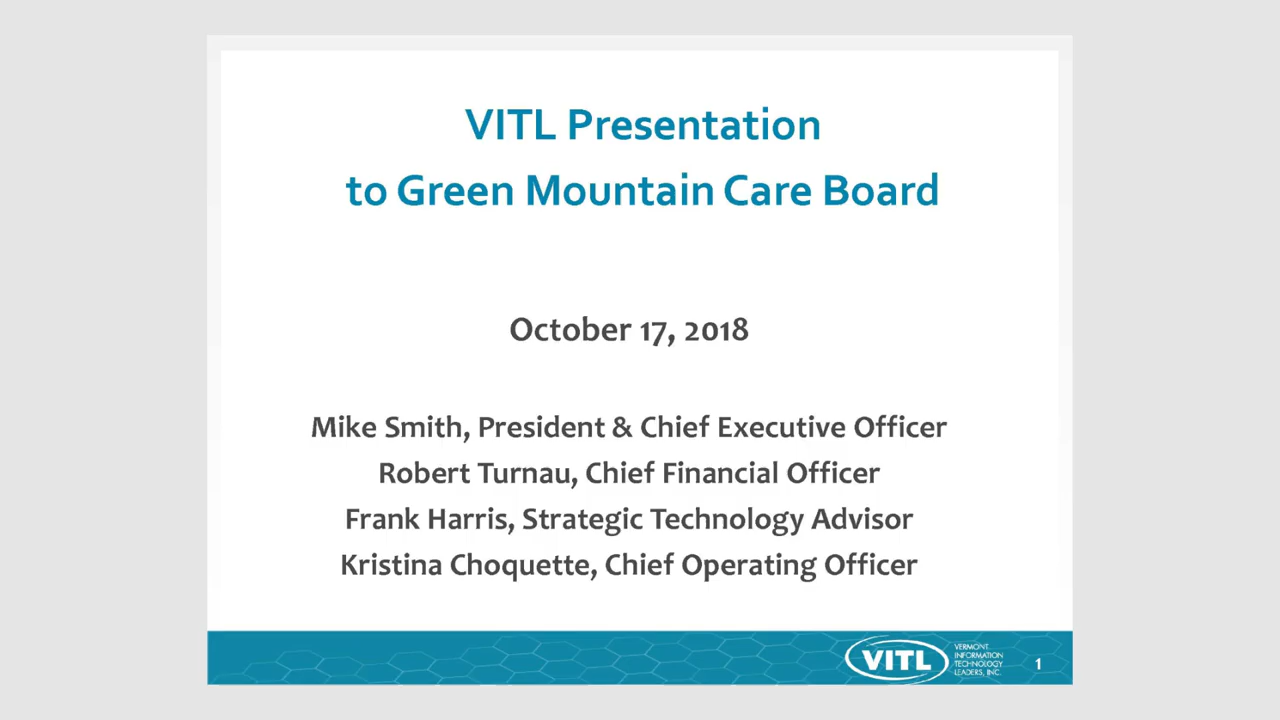 VITL Presentation
to Green Mountain Care Board
October 17, 2018
Mike Smith, President & Chief Executive Officer
Robert Turnau, Chief Financial Officer
Frank Harris, Strategic Technology Advisor
Kristina Choquette, Chief Operating Officer
VITL
VERMONT
INFORMATION
TECHNOLOGY
LEADERS, INC.
1